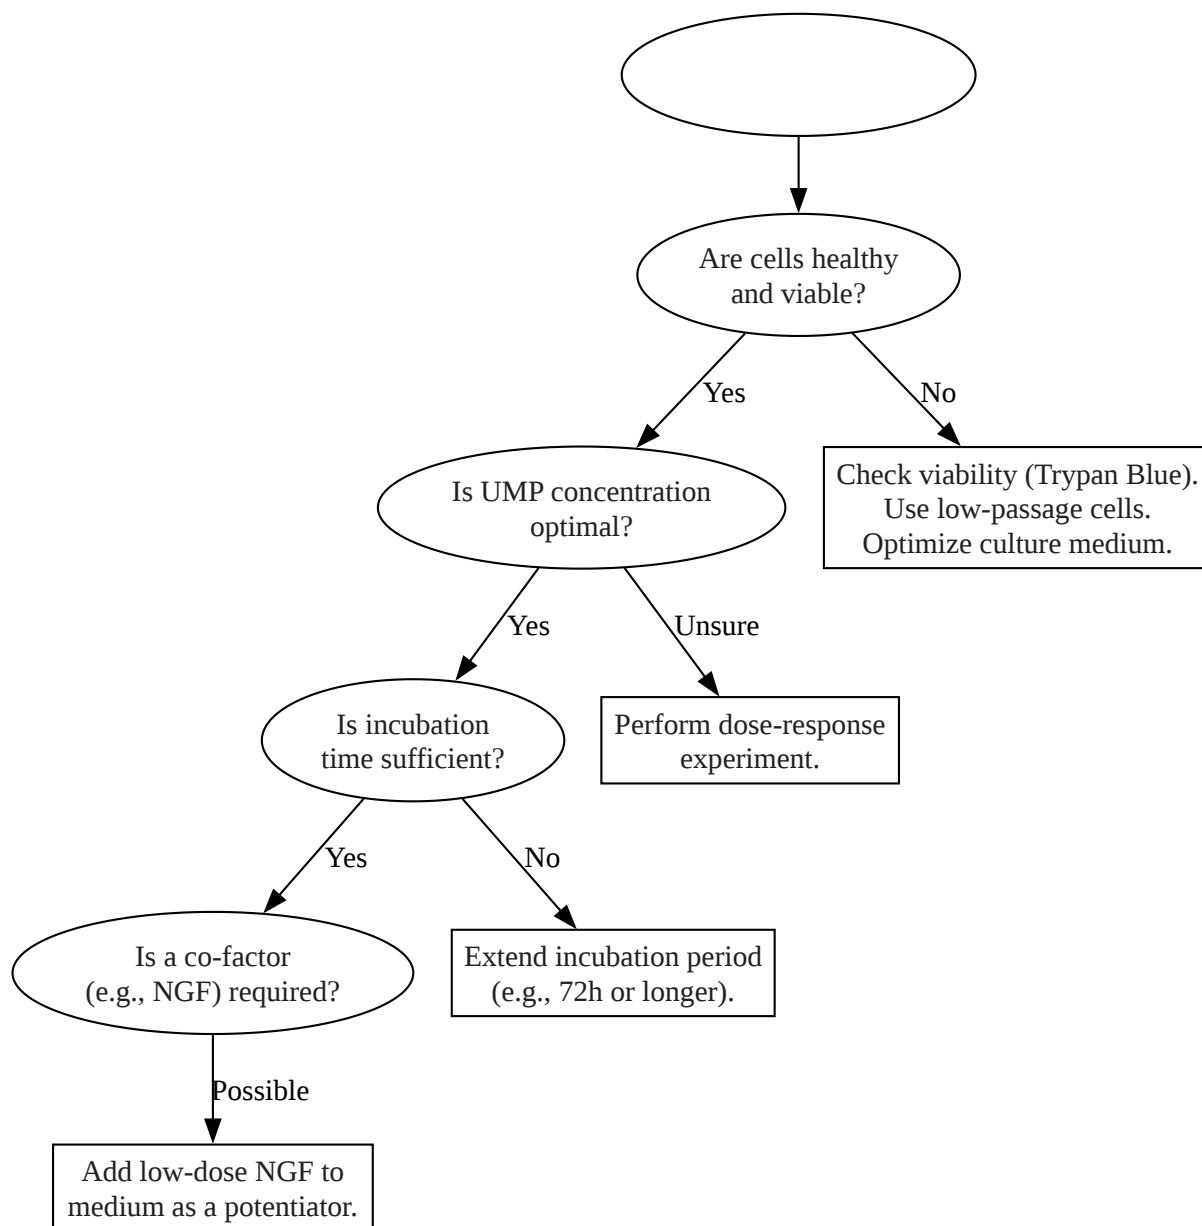 Are cells healthy
and viable?
Yes
No
Is UMP concentration
optimal?
Check viability (Trypan Blue).
Use low-passage cells.
Optimize culture medium.
Yes
Unsure
Is incubation
time sufficient?
Perform dose-response
experiment.
Yes
No
Is a co-factor
(e.g., NGF) required?
Extend incubation period
(e.g., 72h or longer).
Possible
Add low-dose NGF to
medium as a potentiator.